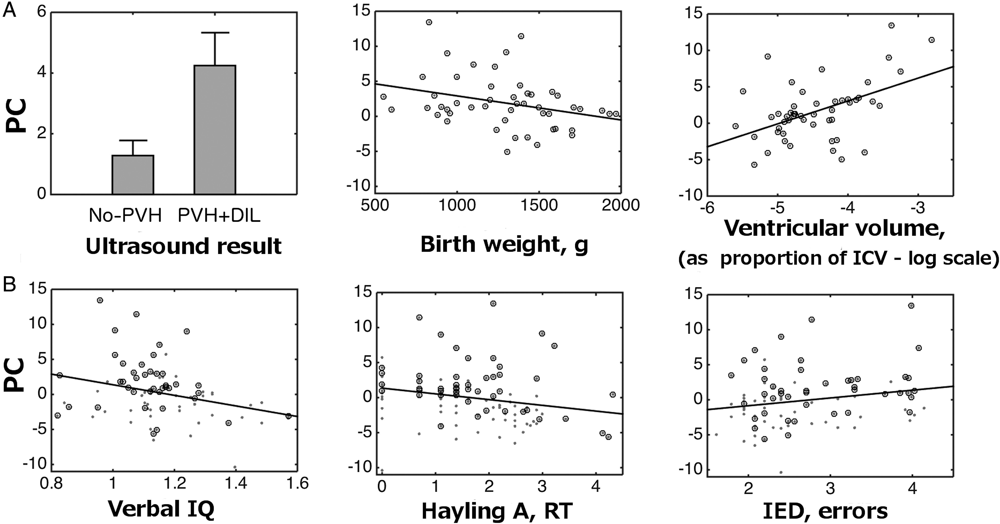 A
PC
6
4
2
0
No-PVH PVH+DIL
Ultrasound result
15
10
5
0
-5
-10
500 1000 1500 2000
Birth weight, g
15
10
5
0
-5
-10
-6 -5 -4 -3
Ventricular volume,
(as proportion of ICV - log scale)
B
PC
15
10
5
0
-5
-10
0.8 1 1.2 1.4 1.6
Verbal IQ
15
10
5
0
-5
-10
0 1 2 3 4
Hayling A, RT
15
10
5
0
-5
-10
2 3 4
IED, errors